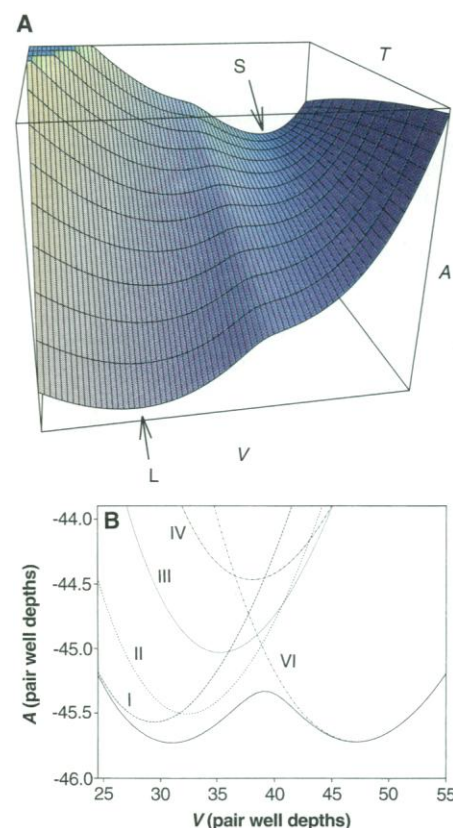 A
S
T
A
V
L
B
-44.0
-44.5
-45.0
-45.5
-46.0
A (pair well depths)
IV
III
II
I
VI
25 30 35 40 45 50 55
V (pair well depths)